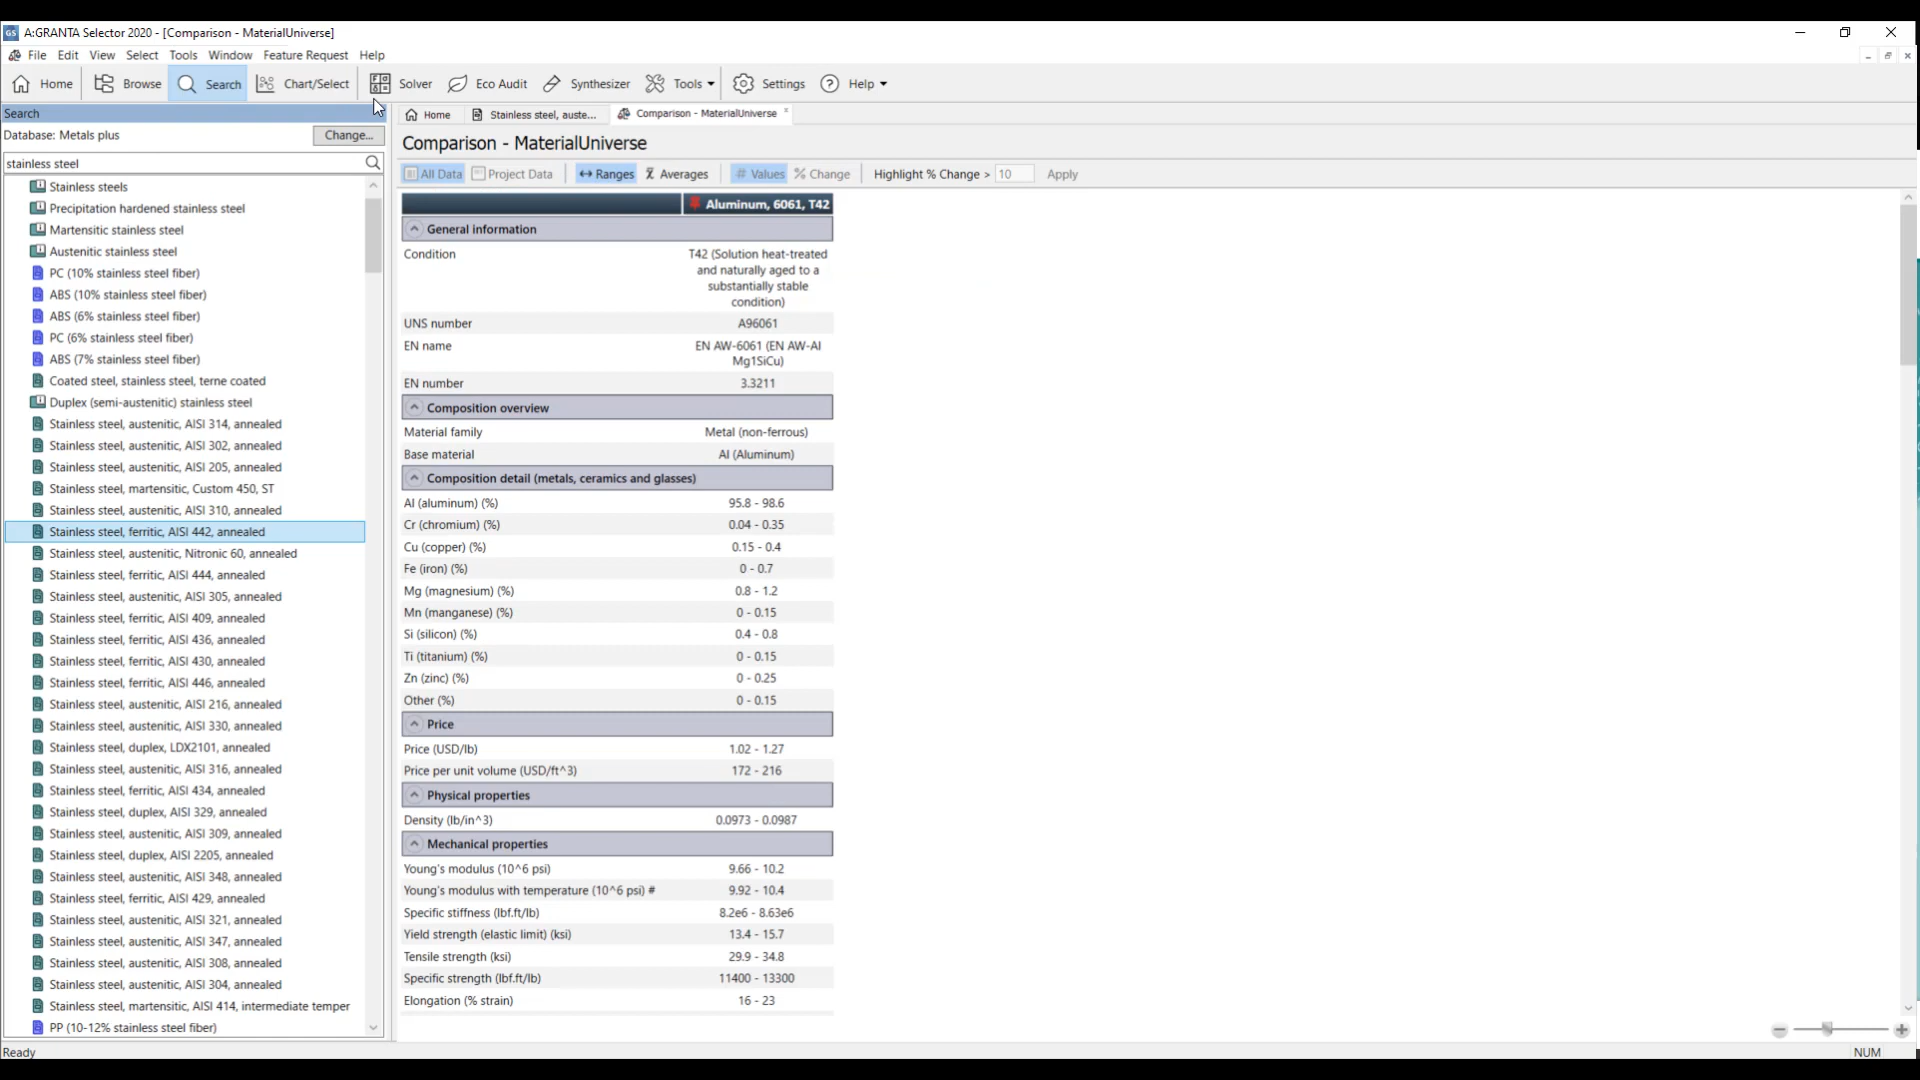 GS A:GRANTA Selector 2020 - [Comparison - MaterialUniverse]
File Edit View Select Tools Window Feature Request Help
Home Browse Search Chart/Select Solver Eco Audit Synthesizer Tools Settings Help
Search
Database: Metals plus Change...
stainless steel
Stainless steels
Precipitation hardened stainless steel
Martensitic stainless steel
Austenitic stainless steel
PC (10% stainless steel fiber)
ABS (10% stainless steel fiber)
ABS (6% stainless steel fiber)
PC (6% stainless steel fiber)
ABS (7% stainless steel fiber)
Coated steel, stainless steel, terne coated
Duplex (semi-austenitic) stainless steel
Stainless steel, austenitic, AISI 314, annealed
Stainless steel, austenitic, AISI 302, annealed
Stainless steel, austenitic, AISI 205, annealed
Stainless steel, martensitic, Custom 450, ST
Stainless steel, austenitic, AISI 310, annealed
Stainless steel, ferritic, AISI 442, annealed
Stainless steel, austenitic, Nitronic 60, annealed
Stainless steel, ferritic, AISI 444, annealed
Stainless steel, austenitic, AISI 305, annealed
Stainless steel, ferritic, AISI 409, annealed
Stainless steel, ferritic, AISI 436, annealed
Stainless steel, ferritic, AISI 430, annealed
Stainless steel, ferritic, AISI 446, annealed
Stainless steel, austenitic, AISI 216, annealed
Stainless steel, austenitic, AISI 330, annealed
Stainless steel, duplex, LDX2101, annealed
Stainless steel, austenitic, AISI 316, annealed
Stainless steel, ferritic, AISI 434, annealed
Stainless steel, duplex, AISI 329, annealed
Stainless steel, austenitic, AISI 309, annealed
Stainless steel, duplex, AISI 2205, annealed
Stainless steel, austenitic, AISI 348, annealed
Stainless steel, ferritic, AISI 429, annealed
Stainless steel, austenitic, AISI 321, annealed
Stainless steel, austenitic, AISI 347, annealed
Stainless steel, austenitic, AISI 308, annealed
Stainless steel, austenitic, AISI 304, annealed
Stainless steel, martensitic, AISI 414, intermediate temper
PP (10-12% stainless steel fiber)
Home Stainless steel, auste... Comparison - MaterialUniverse
Comparison - MaterialUniverse
All Data Project Data Ranges Averages # Values % Change Highlight % Change > 10 Apply
Aluminum, 6061, T42
General information
Condition T42 (Solution heat-treated
and naturally aged to a
substantially stable
condition)
UNS number A96061
EN name EN AW-6061 (EN AW-Al
Mg1SiCu)
EN number 3.3211
Composition overview
Material family Metal (non-ferrous)
Base material Al (Aluminum)
Composition detail (metals, ceramics and glasses)
Al (aluminum) (%) 95.8 - 98.6
Cr (chromium) (%) 0.04 - 0.35
Cu (copper) (%) 0.15 - 0.4
Fe (iron) (%) 0 - 0.7
Mg (magnesium) (%) 0.8 - 1.2
Mn (manganese) (%) 0 - 0.15
Si (silicon) (%) 0.4 - 0.8
Ti (titanium) (%) 0 - 0.15
Zn (zinc) (%) 0 - 0.25
Other (%) 0 - 0.15
Price
Price (USD/lb) 1.02 - 1.27
Price per unit volume (USD/ft^3) 172 - 216
Physical properties
Density (lb/in^3) 0.0973 - 0.0987
Mechanical properties
Young's modulus (10^6 psi) 9.66 - 10.2
Young's modulus with temperature (10^6 psi) # 9.92 - 10.4
Specific stiffness (lbf.ft/lb) 8.2e6 - 8.63e6
Yield strength (elastic limit) (ksi) 13.4 - 15.7
Tensile strength (ksi) 29.9 - 34.8
Specific strength (lbf.ft/lb) 11400 - 13300
Elongation (% strain) 16 - 23
Ready NUM